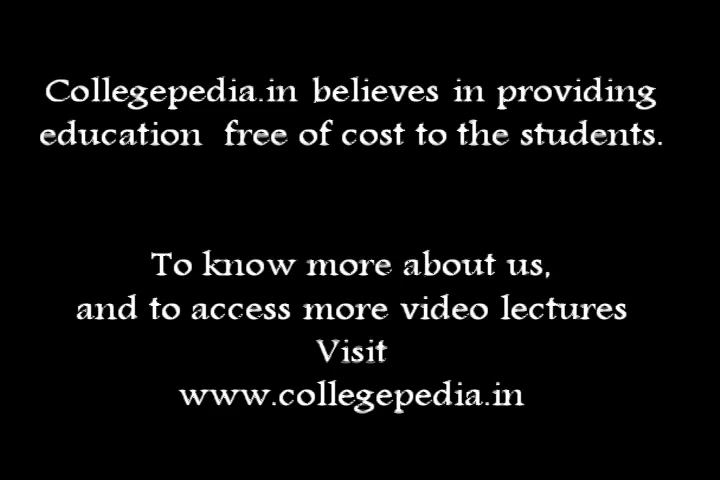 Collegepedia.in believes in providing
education free of cost to the students.
To know more about us,
and to access more video lectures
Visit
www.collegepedia.in